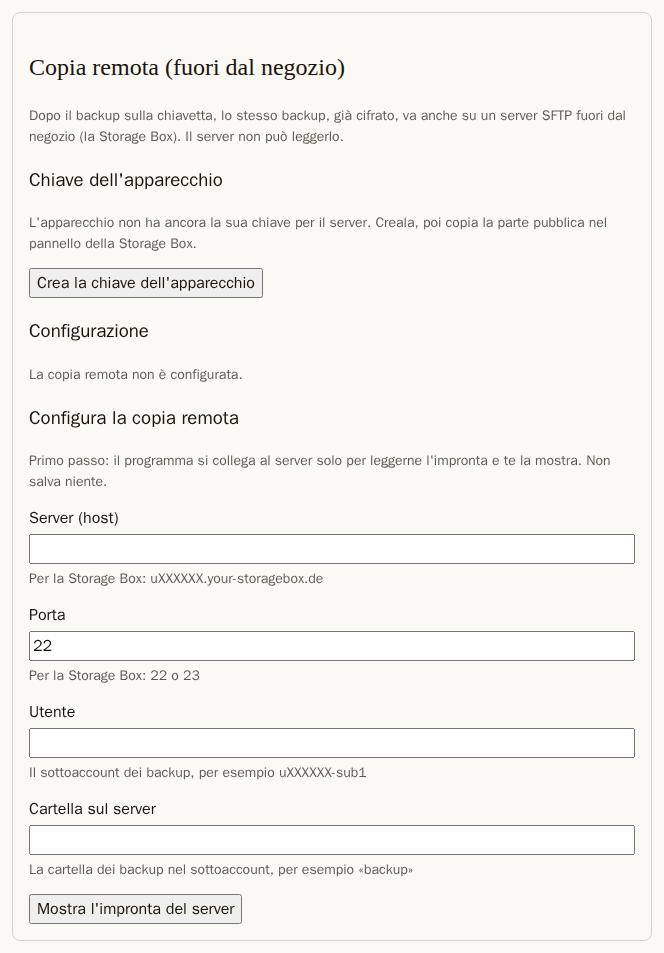 Copia remota (fuori dal negozio)
Dopo il backup sulla chiavetta, lo stesso backup, già cifrato, va anche su un server SFTP fuori dal
negozio (la Storage Box). Il server non può leggerlo.
Chiave dell'apparecchio
L'apparecchio non ha ancora la sua chiave per il server. Creala, poi copia la parte pubblica nel
pannello della Storage Box.
Crea la chiave dell'apparecchio
Configurazione
La copia remota non è configurata.
Configura la copia remota
Primo passo: il programma si collega al server solo per leggerne l'impronta e te la mostra. Non
salva niente.
Server (host)
Per la Storage Box: uXXXXXX.your-storagebox.de
Porta
22
Per la Storage Box: 22 o 23
Utente
Il sottoaccount dei backup, per esempio uXXXXXX-sub1
Cartella sul server
La cartella dei backup nel sottoaccount, per esempio «backup»
Mostra l'impronta del server